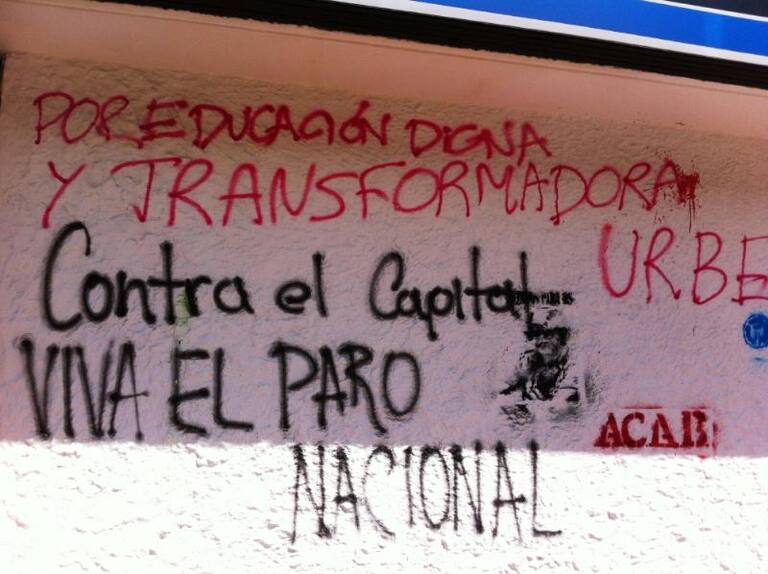 POR EDUCACIÓN DIGNA
Y TRANSFORMADORA
URBE
Contra el Capital
VIVA EL PARO
NACIONAL
ACAB